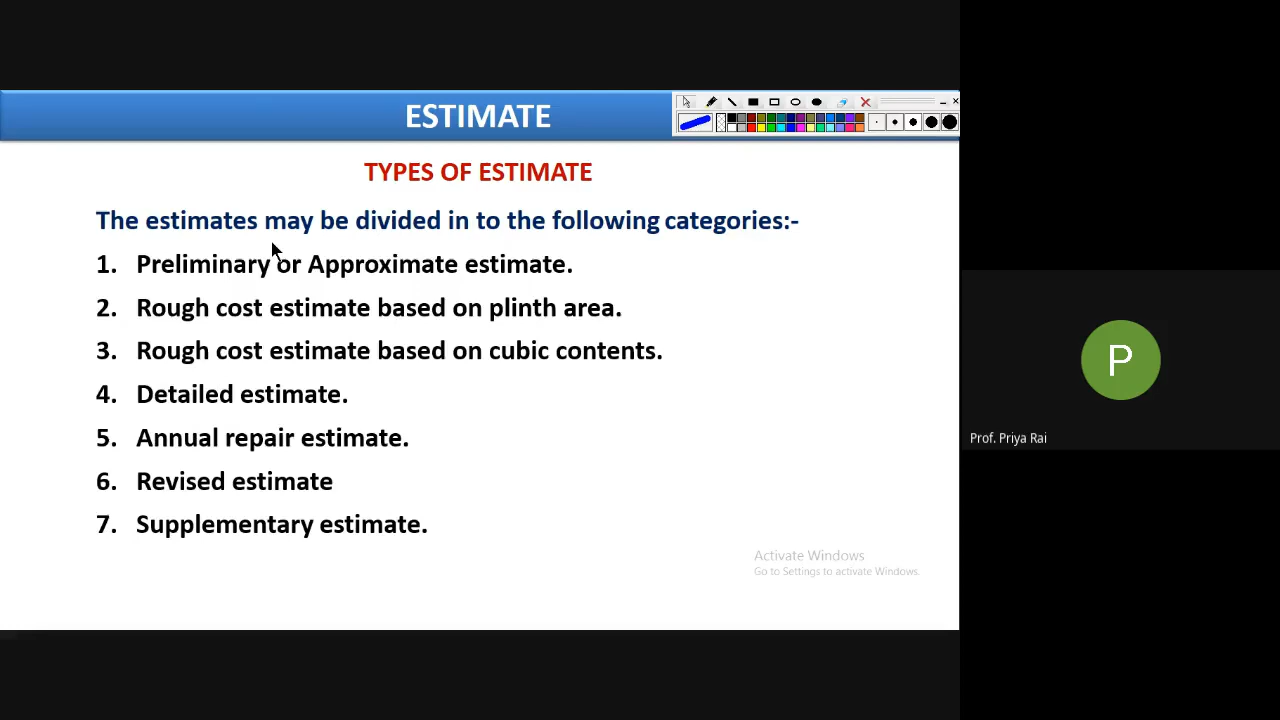 ESTIMATE
TYPES OF ESTIMATE
The estimates may be divided in to the following categories:-
1. Preliminary or Approximate estimate.
2. Rough cost estimate based on plinth area.
3. Rough cost estimate based on cubic contents.
4. Detailed estimate.
5. Annual repair estimate.
6. Revised estimate
7. Supplementary estimate.
Activate Windows
Go to Settings to activate Windows.
P
Prof. Priya Rai